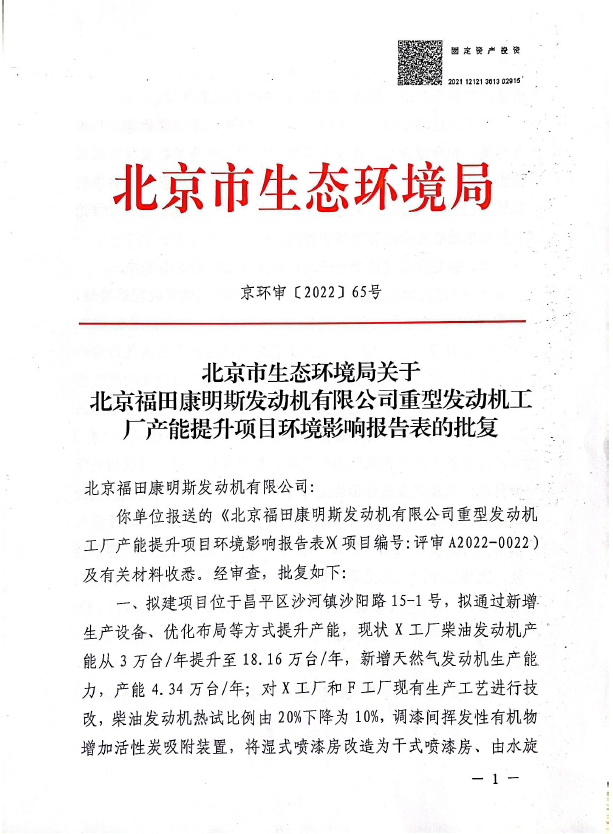 固定资产投资
2021 12121 3613 02915
北京市生态环境局
京环审〔2022〕65号
北京市生态环境局关于
北京福田康明斯发动机有限公司重型发动机工
厂产能提升项目环境影响报告表的批复
北京福田康明斯发动机有限公司：
你单位报送的《北京福田康明斯发动机有限公司重型发动机
工厂产能提升项目环境影响报告表》（项目编号：评审A2022-0022）
及有关材料收悉。经审查，批复如下：
一、拟建项目位于昌平区沙河镇沙阳路15-1号，拟通过新增
生产设备、优化布局等方式提升产能，现状X工厂柴油发动机产
能从3万台/年提升至18.16万台/年，新增天然气发动机生产能
力，产能4.34万台/年；对X工厂和F工厂现有生产工艺进行技
改，柴油发动机热试比例由20%下降为10%，调漆间挥发性有机物
增加活性炭吸附装置，将湿式喷漆房改造为干式喷漆房、由水旋
— 1 —